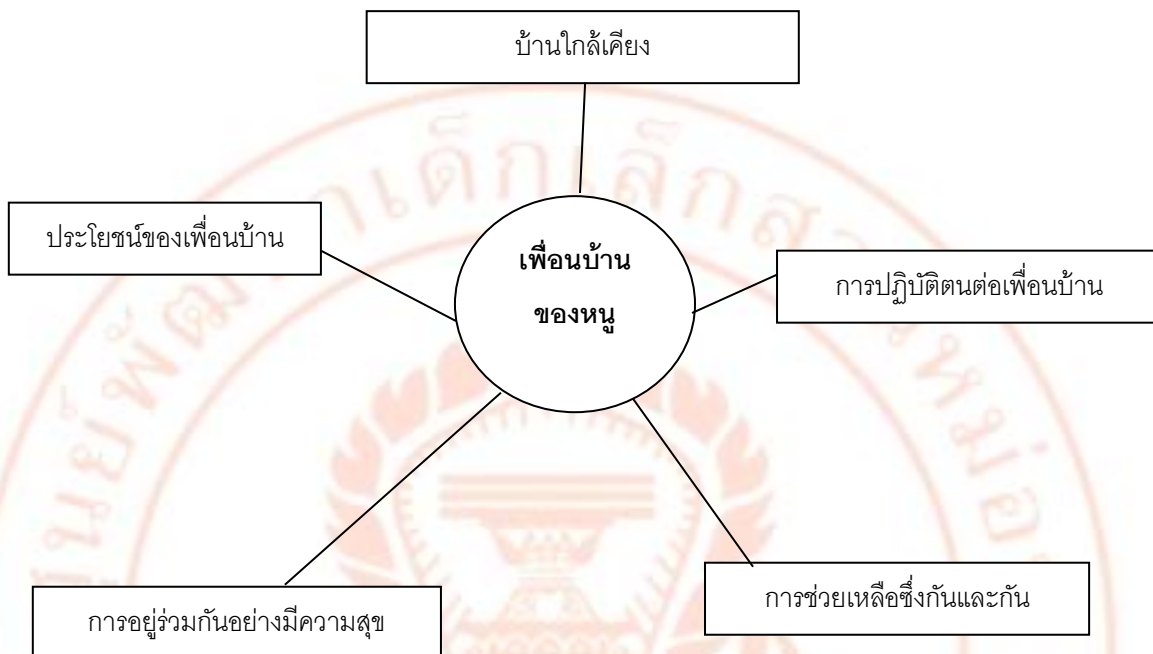 บ้านใกล้เคียง
ประโยชน์ของเพื่อนบ้าน
เพื่อนบ้าน
ของหนู
การปฏิบัติตนต่อเพื่อนบ้าน
การอยู่ร่วมกันอย่างมีความสุข
การช่วยเหลือซึ่งกันและกัน